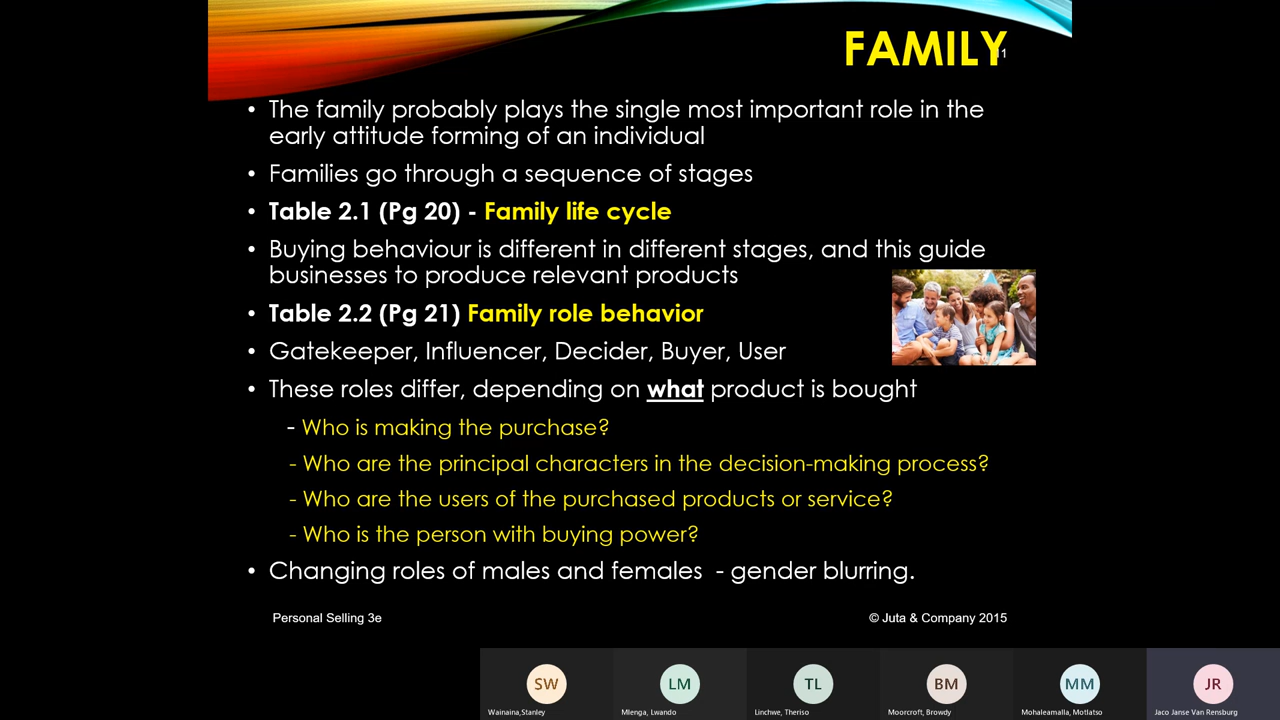 FAMILY
1
• The family probably plays the single most important role in the
early attitude forming of an individual
• Families go through a sequence of stages
• Table 2.1 (Pg 20) - Family life cycle
• Buying behaviour is different in different stages, and this guide
businesses to produce relevant products
• Table 2.2 (Pg 21) Family role behavior
• Gatekeeper, Influencer, Decider, Buyer, User
• These roles differ, depending on what product is bought
- Who is making the purchase?
- Who are the principal characters in the decision-making process?
- Who are the users of the purchased products or service?
- Who is the person with buying power?
• Changing roles of males and females - gender blurring.
Personal Selling 3e
© Juta & Company 2015
SW
LM
TL
BM
MM
JR
Wainaina,Stanley
Mlenga, Lwando
Linchwe, Theriso
Moorcroft, Browdy
Mohaleamalla, Motlatso
Jaco Janse Van Rensburg